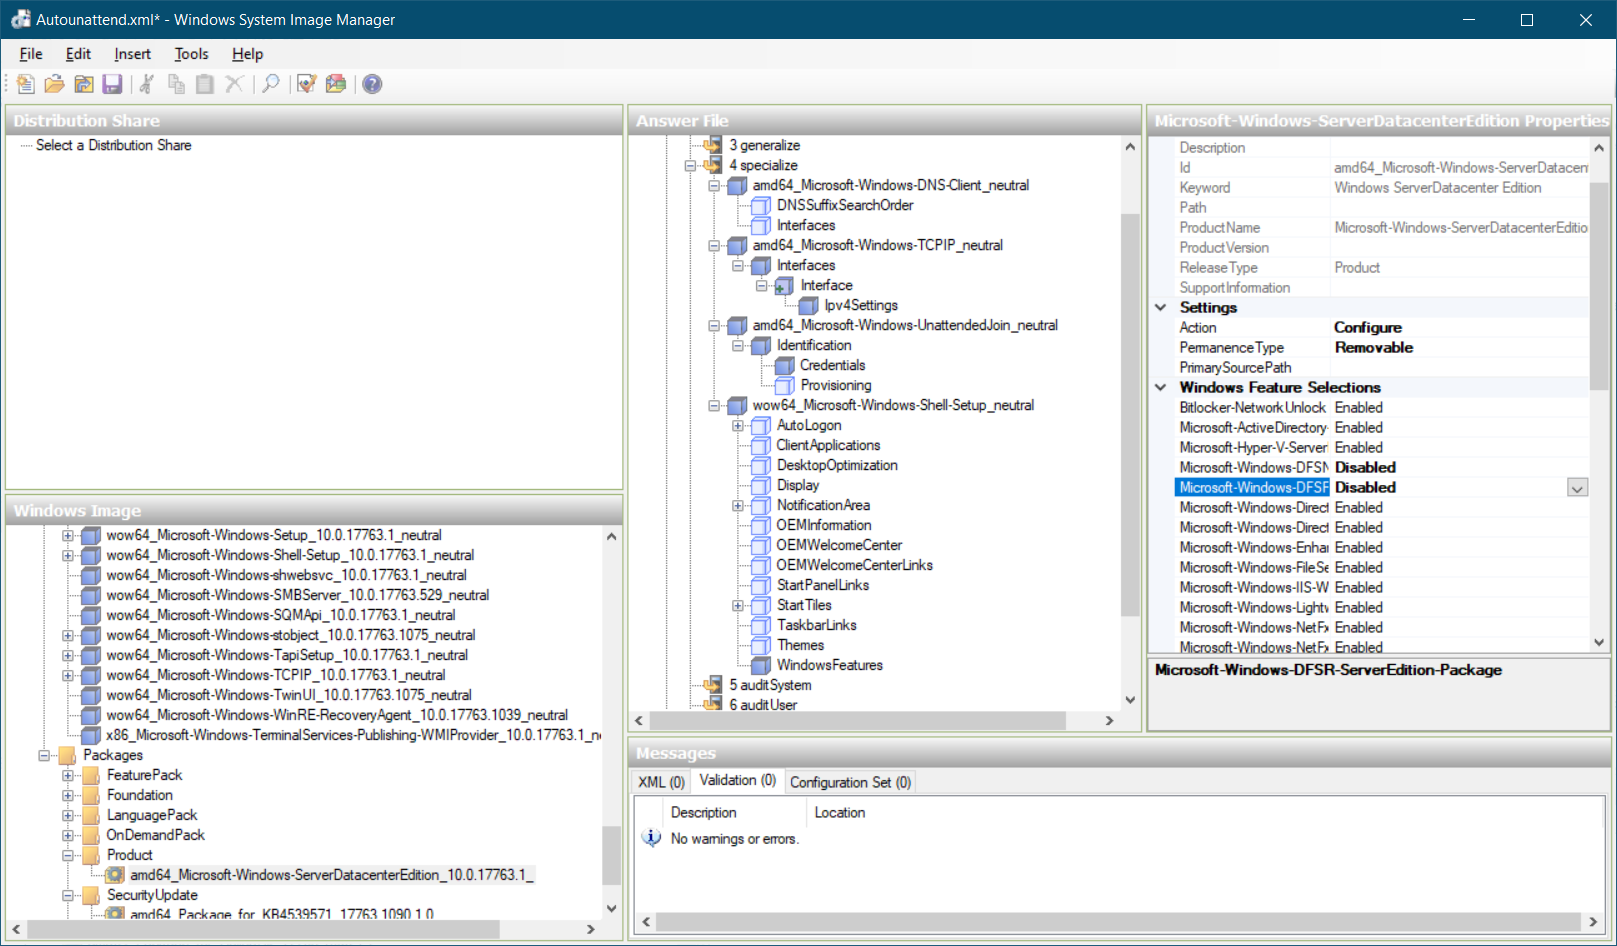 Autounattend.xml* - Windows System Image Manager
File Edit Insert Tools Help
Distribution Share
Select a Distribution Share
Windows Image
wow64_Microsoft-Windows-Setup_10.0.17763.1_neutral
wow64_Microsoft-Windows-Shell-Setup_10.0.17763.1_neutral
wow64_Microsoft-Windows-shwebsvc_10.0.17763.1_neutral
wow64_Microsoft-Windows-SMBServer_10.0.17763.529_neutral
wow64_Microsoft-Windows-SQMApi_10.0.17763.1_neutral
wow64_Microsoft-Windows-stobject_10.0.17763.1075_neutral
wow64_Microsoft-Windows-TapiSetup_10.0.17763.1_neutral
wow64_Microsoft-Windows-TCPIP_10.0.17763.1_neutral
wow64_Microsoft-Windows-TwinUI_10.0.17763.1075_neutral
wow64_Microsoft-Windows-WinRE-RecoveryAgent_10.0.17763.1039_neutral
x86_Microsoft-Windows-TerminalServices-Publishing-WMIProvider_10.0.17763.1_n
Packages
FeaturePack
Foundation
LanguagePack
OnDemandPack
Product
amd64_Microsoft-Windows-ServerDatacenterEdition_10.0.17763.1_
SecurityUpdate
amd64_Package_for_KB4539571_17763.1090.1.0
Answer File
3 generalize
4 specialize
amd64_Microsoft-Windows-DNS-Client_neutral
DNSSuffixSearchOrder
Interfaces
amd64_Microsoft-Windows-TCPIP_neutral
Interfaces
Interface
Ipv4Settings
amd64_Microsoft-Windows-UnattendedJoin_neutral
Identification
Credentials
Provisioning
wow64_Microsoft-Windows-Shell-Setup_neutral
AutoLogon
ClientApplications
DesktopOptimization
Display
NotificationArea
OEMInformation
OEMWelcomeCenter
OEMWelcomeCenterLinks
StartPanelLinks
StartTiles
TaskbarLinks
Themes
WindowsFeatures
5 auditSystem
6 auditUser
Microsoft-Windows-ServerDatacenterEdition Properties
Description
Id amd64_Microsoft-Windows-ServerDatacen
Keyword Windows ServerDatacenter Edition
Path
ProductName Microsoft-Windows-ServerDatacenterEditio
ProductVersion
ReleaseType Product
SupportInformation
Settings
Action Configure
PermanenceType Removable
PrimarySourcePath
Windows Feature Selections
Bitlocker-NetworkUnlock Enabled
Microsoft-ActiveDirectory- Enabled
Microsoft-Hyper-V-Server Enabled
Microsoft-Windows-DFSN Disabled
Microsoft-Windows-DFSR Disabled
Microsoft-Windows-Direct Enabled
Microsoft-Windows-Direct Enabled
Microsoft-Windows-Enhar Enabled
Microsoft-Windows-FileSe Enabled
Microsoft-Windows-IIS-W Enabled
Microsoft-Windows-Lightw Enabled
Microsoft-Windows-NetFx Enabled
Microsoft-Windows-NetFx Enabled
Microsoft-Windows-DFSR-ServerEdition-Package
Messages
XML (0) Validation (0) Configuration Set (0)
Description Location
No warnings or errors.